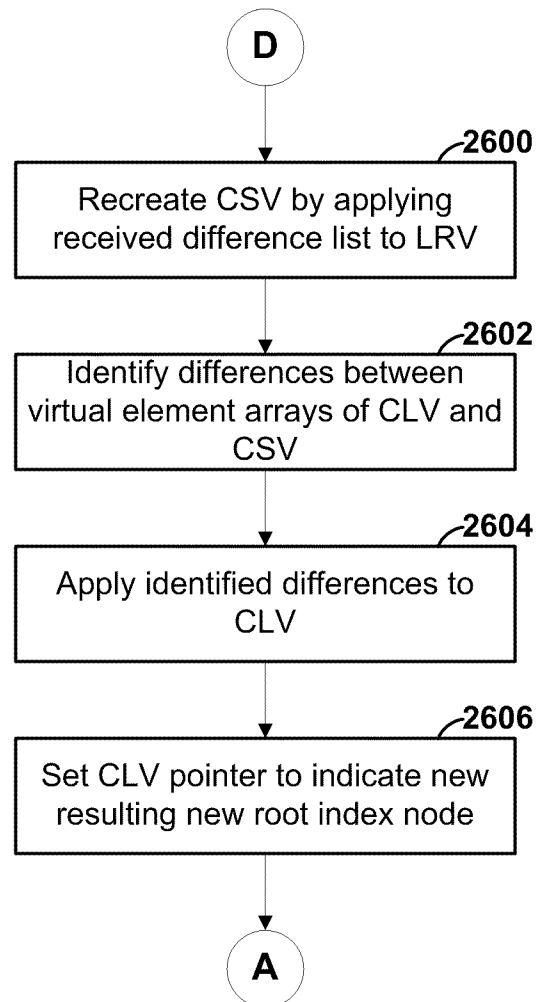 D
2600
Recreate CSV by applying
received difference list to LRV
2602
Identify differences between
virtual element arrays of CLV and
CSV
2604
Apply identified differences to
CLV
2606
Set CLV pointer to indicate new
resulting new root index node
A